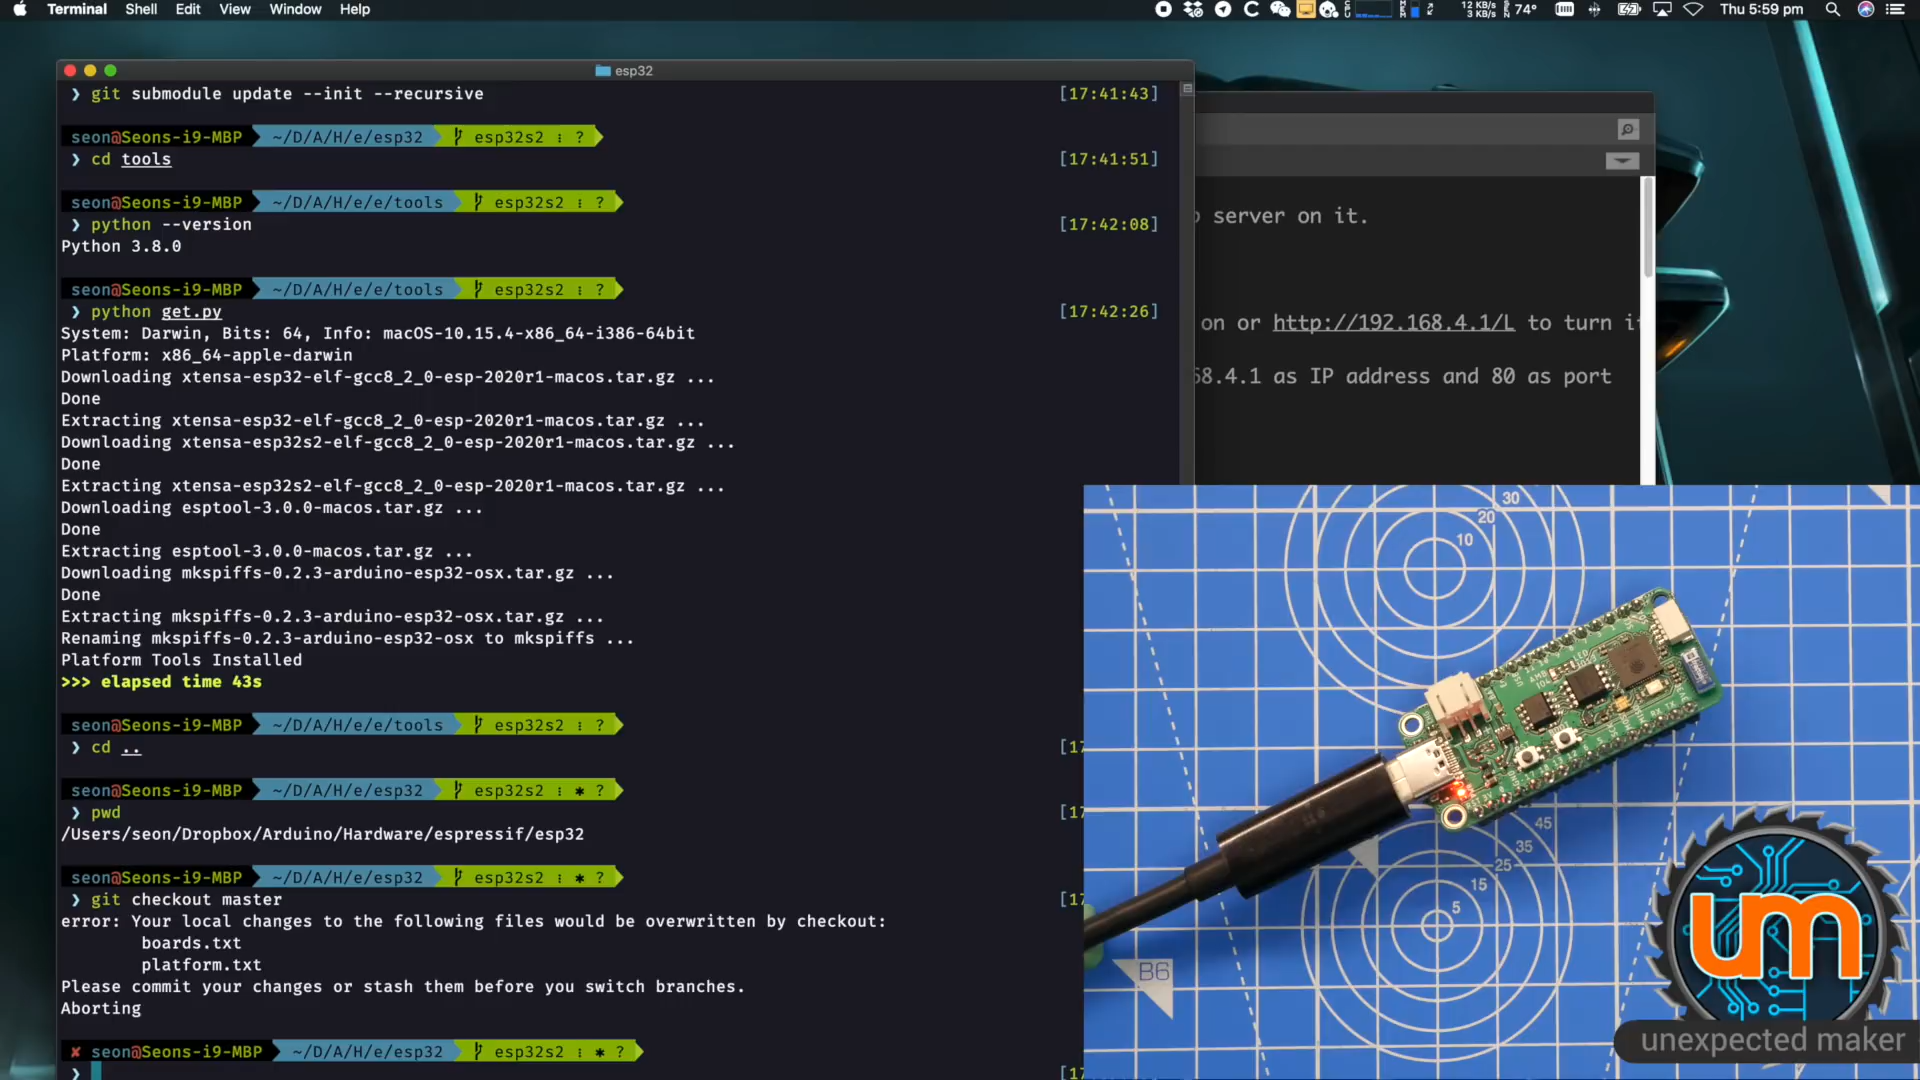 Terminal Shell Edit View Window Help
12 KB/s
3 KB/s
74° Thu 5:59 pm
esp32
❯ git submodule update --init --recursive [17:41:43]
seon@Seons-i9-MBP ~/D/A/H/e/esp32 esp32s2 : ?
❯ cd tools [17:41:51]
seon@Seons-i9-MBP ~/D/A/H/e/e/tools esp32s2 : ?
❯ python --version [17:42:08]
Python 3.8.0
seon@Seons-i9-MBP ~/D/A/H/e/e/tools esp32s2 : ?
❯ python get.py [17:42:26]
System: Darwin, Bits: 64, Info: macOS-10.15.4-x86_64-i386-64bit
Platform: x86_64-apple-darwin
Downloading xtensa-esp32-elf-gcc8_2_0-esp-2020r1-macos.tar.gz ...
Done
Extracting xtensa-esp32-elf-gcc8_2_0-esp-2020r1-macos.tar.gz ...
Downloading xtensa-esp32s2-elf-gcc8_2_0-esp-2020r1-macos.tar.gz ...
Done
Extracting xtensa-esp32s2-elf-gcc8_2_0-esp-2020r1-macos.tar.gz ...
Downloading esptool-3.0.0-macos.tar.gz ...
Done
Extracting esptool-3.0.0-macos.tar.gz ...
Downloading mkspiffs-0.2.3-arduino-esp32-osx.tar.gz ...
Done
Extracting mkspiffs-0.2.3-arduino-esp32-osx.tar.gz ...
Renaming mkspiffs-0.2.3-arduino-esp32-osx to mkspiffs ...
Platform Tools Installed
>>> elapsed time 43s
seon@Seons-i9-MBP ~/D/A/H/e/e/tools esp32s2 : ?
❯ cd .. [17
seon@Seons-i9-MBP ~/D/A/H/e/esp32 esp32s2 : * ?
❯ pwd [17
/Users/seon/Dropbox/Arduino/Hardware/espressif/esp32
seon@Seons-i9-MBP ~/D/A/H/e/esp32 esp32s2 : * ?
❯ git checkout master [17
error: Your local changes to the following files would be overwritten by checkout:
boards.txt
platform.txt
Please commit your changes or stash them before you switch branches.
Aborting
✘ seon@Seons-i9-MBP ~/D/A/H/e/esp32 esp32s2 : * ?
❯ [17
server on it.
on or http://192.168.4.1/L to turn it
68.4.1 as IP address and 80 as port
30
20
10
45
35
25
15
5
B6
um
unexpected maker